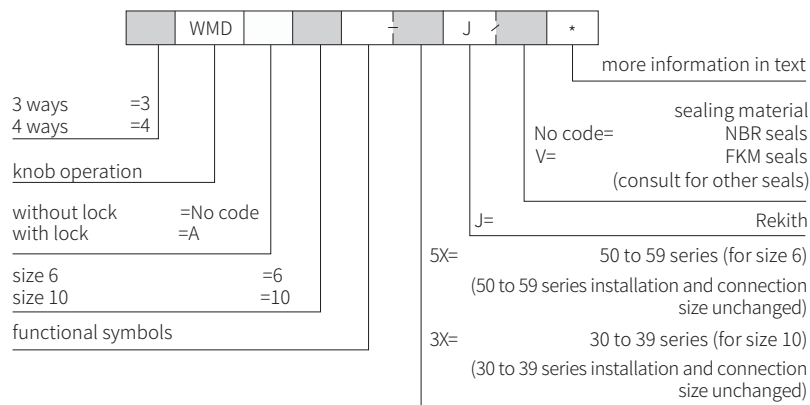 WMD - J / *
more information in text
3 ways =3
4 ways =4
knob operation
without lock =No code
with lock =A
size 6 =6
size 10 =10
functional symbols
sealing material
No code= NBR seals
V= FKM seals
(consult for other seals)
J= Rekith
5X= 50 to 59 series (for size 6)
(50 to 59 series installation and connection
size unchanged)
3X= 30 to 39 series (for size 10)
(30 to 39 series installation and connection
size unchanged)